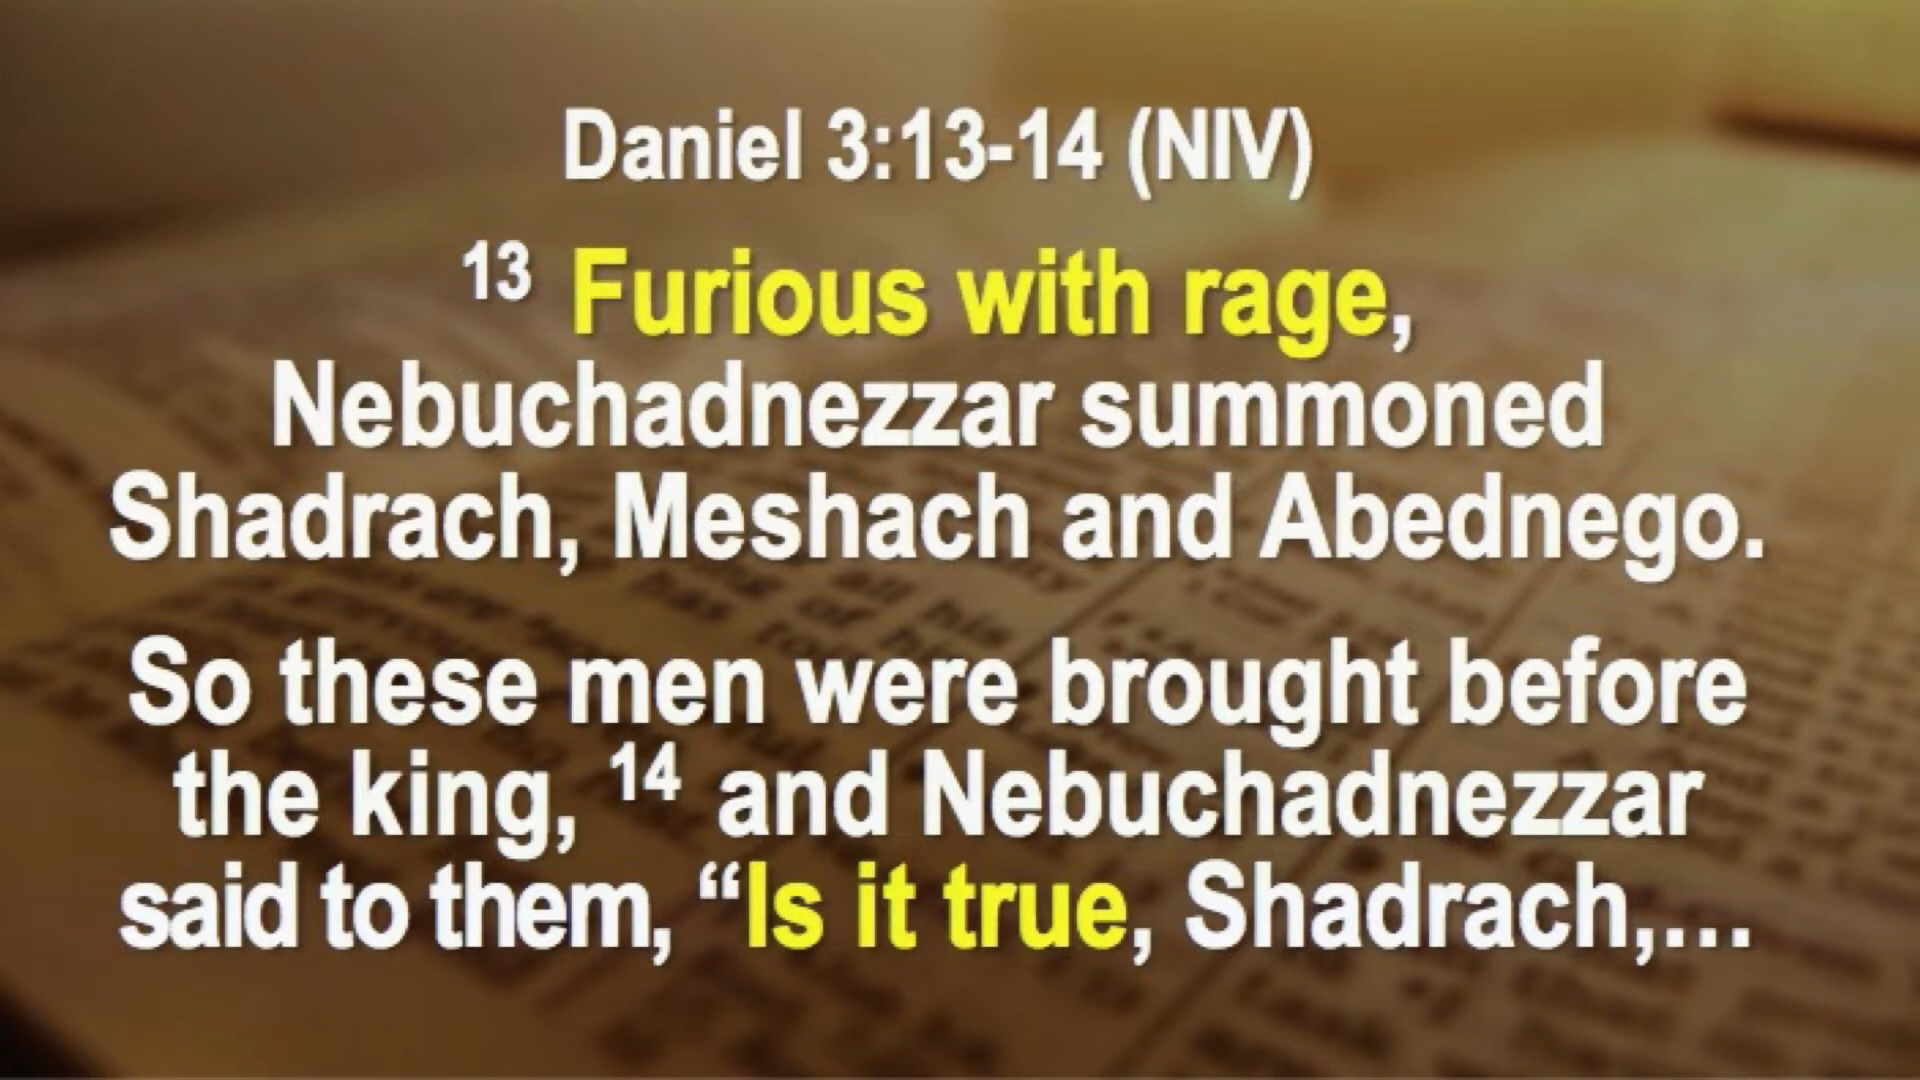 Daniel 3:13-14 (NIV)
13 Furious with rage,
Nebuchadnezzar summoned
Shadrach, Meshach and Abednego.
So these men were brought before
the king, 14 and Nebuchadnezzar
said to them, “Is it true, Shadrach,…